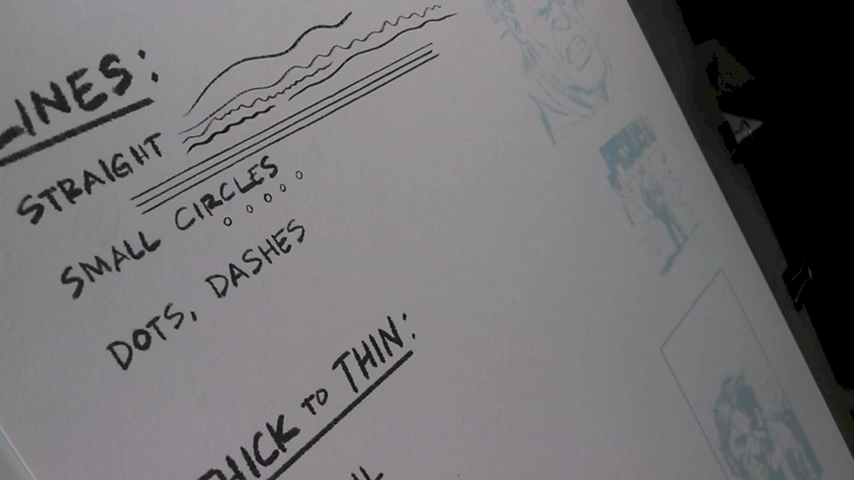 LINES:
STRAIGHT
SMALL CIRCLES
DOTS, DASHES
THICK TO THIN: